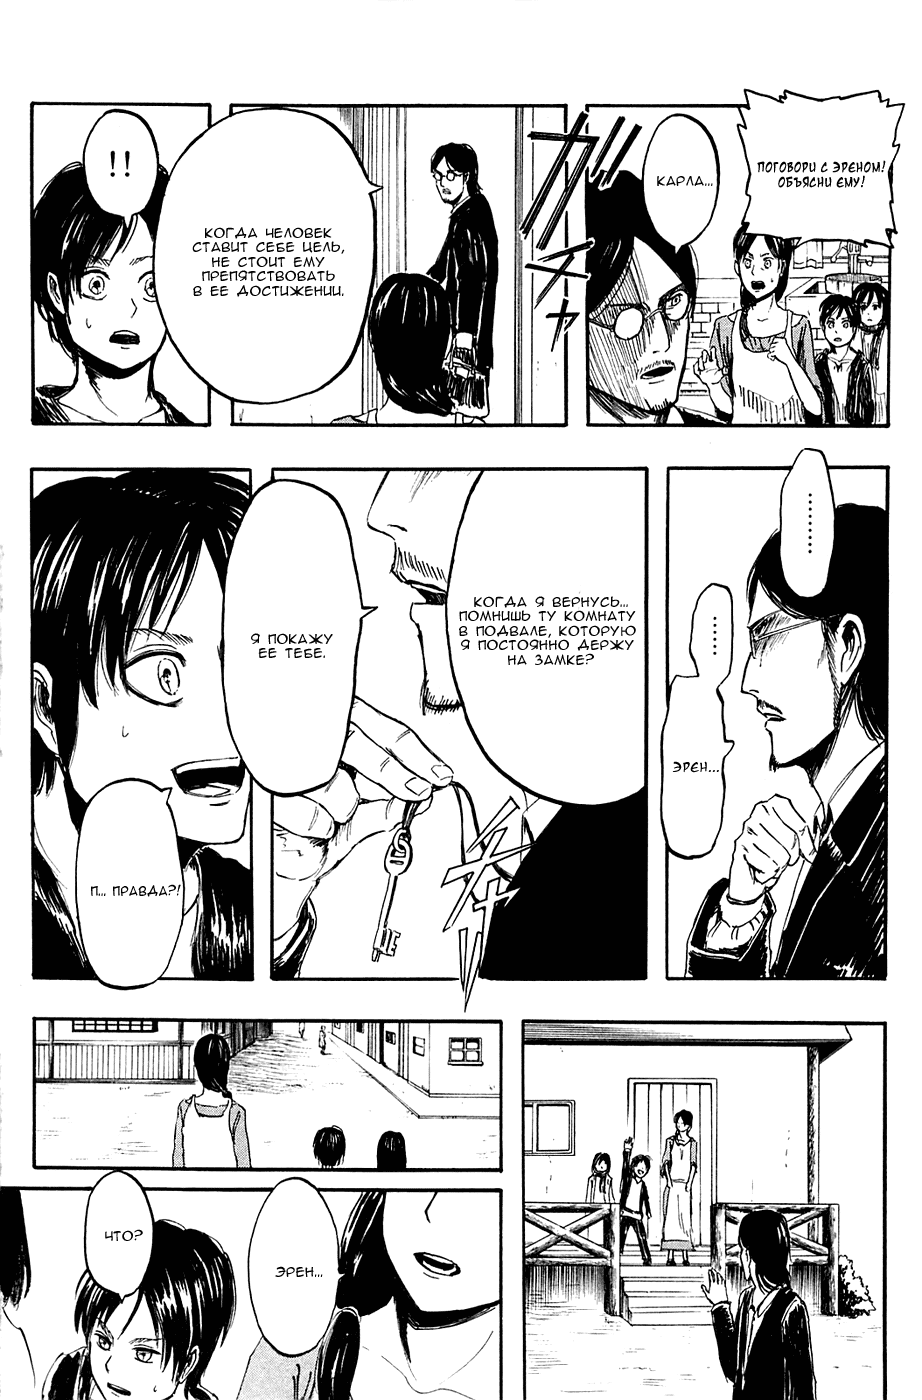 ПОГОВОРИ С ЭРЕНОМ!
ОБЪЯСНИ ЕМУ!
КАРЛА...
КОГДА ЧЕЛОВЕК
СТАВИТ СЕБЕ ЦЕЛЬ,
НЕ СТОИТ ЕМУ
ПРЕПЯТСТВОВАТЬ
В ЕЕ ДОСТИЖЕНИИ.
!!
.........
......
ЭРЕН...
КОГДА Я ВЕРНУСЬ...
ПОМНИШЬ ТУ КОМНАТУ
В ПОДВАЛЕ, КОТОРУЮ
Я ПОСТОЯННО ДЕРЖУ
НА ЗАМКЕ?
Я ПОКАЖУ
ЕЕ ТЕБЕ.
П... ПРАВДА?!
ЭРЕН...
ЧТО?